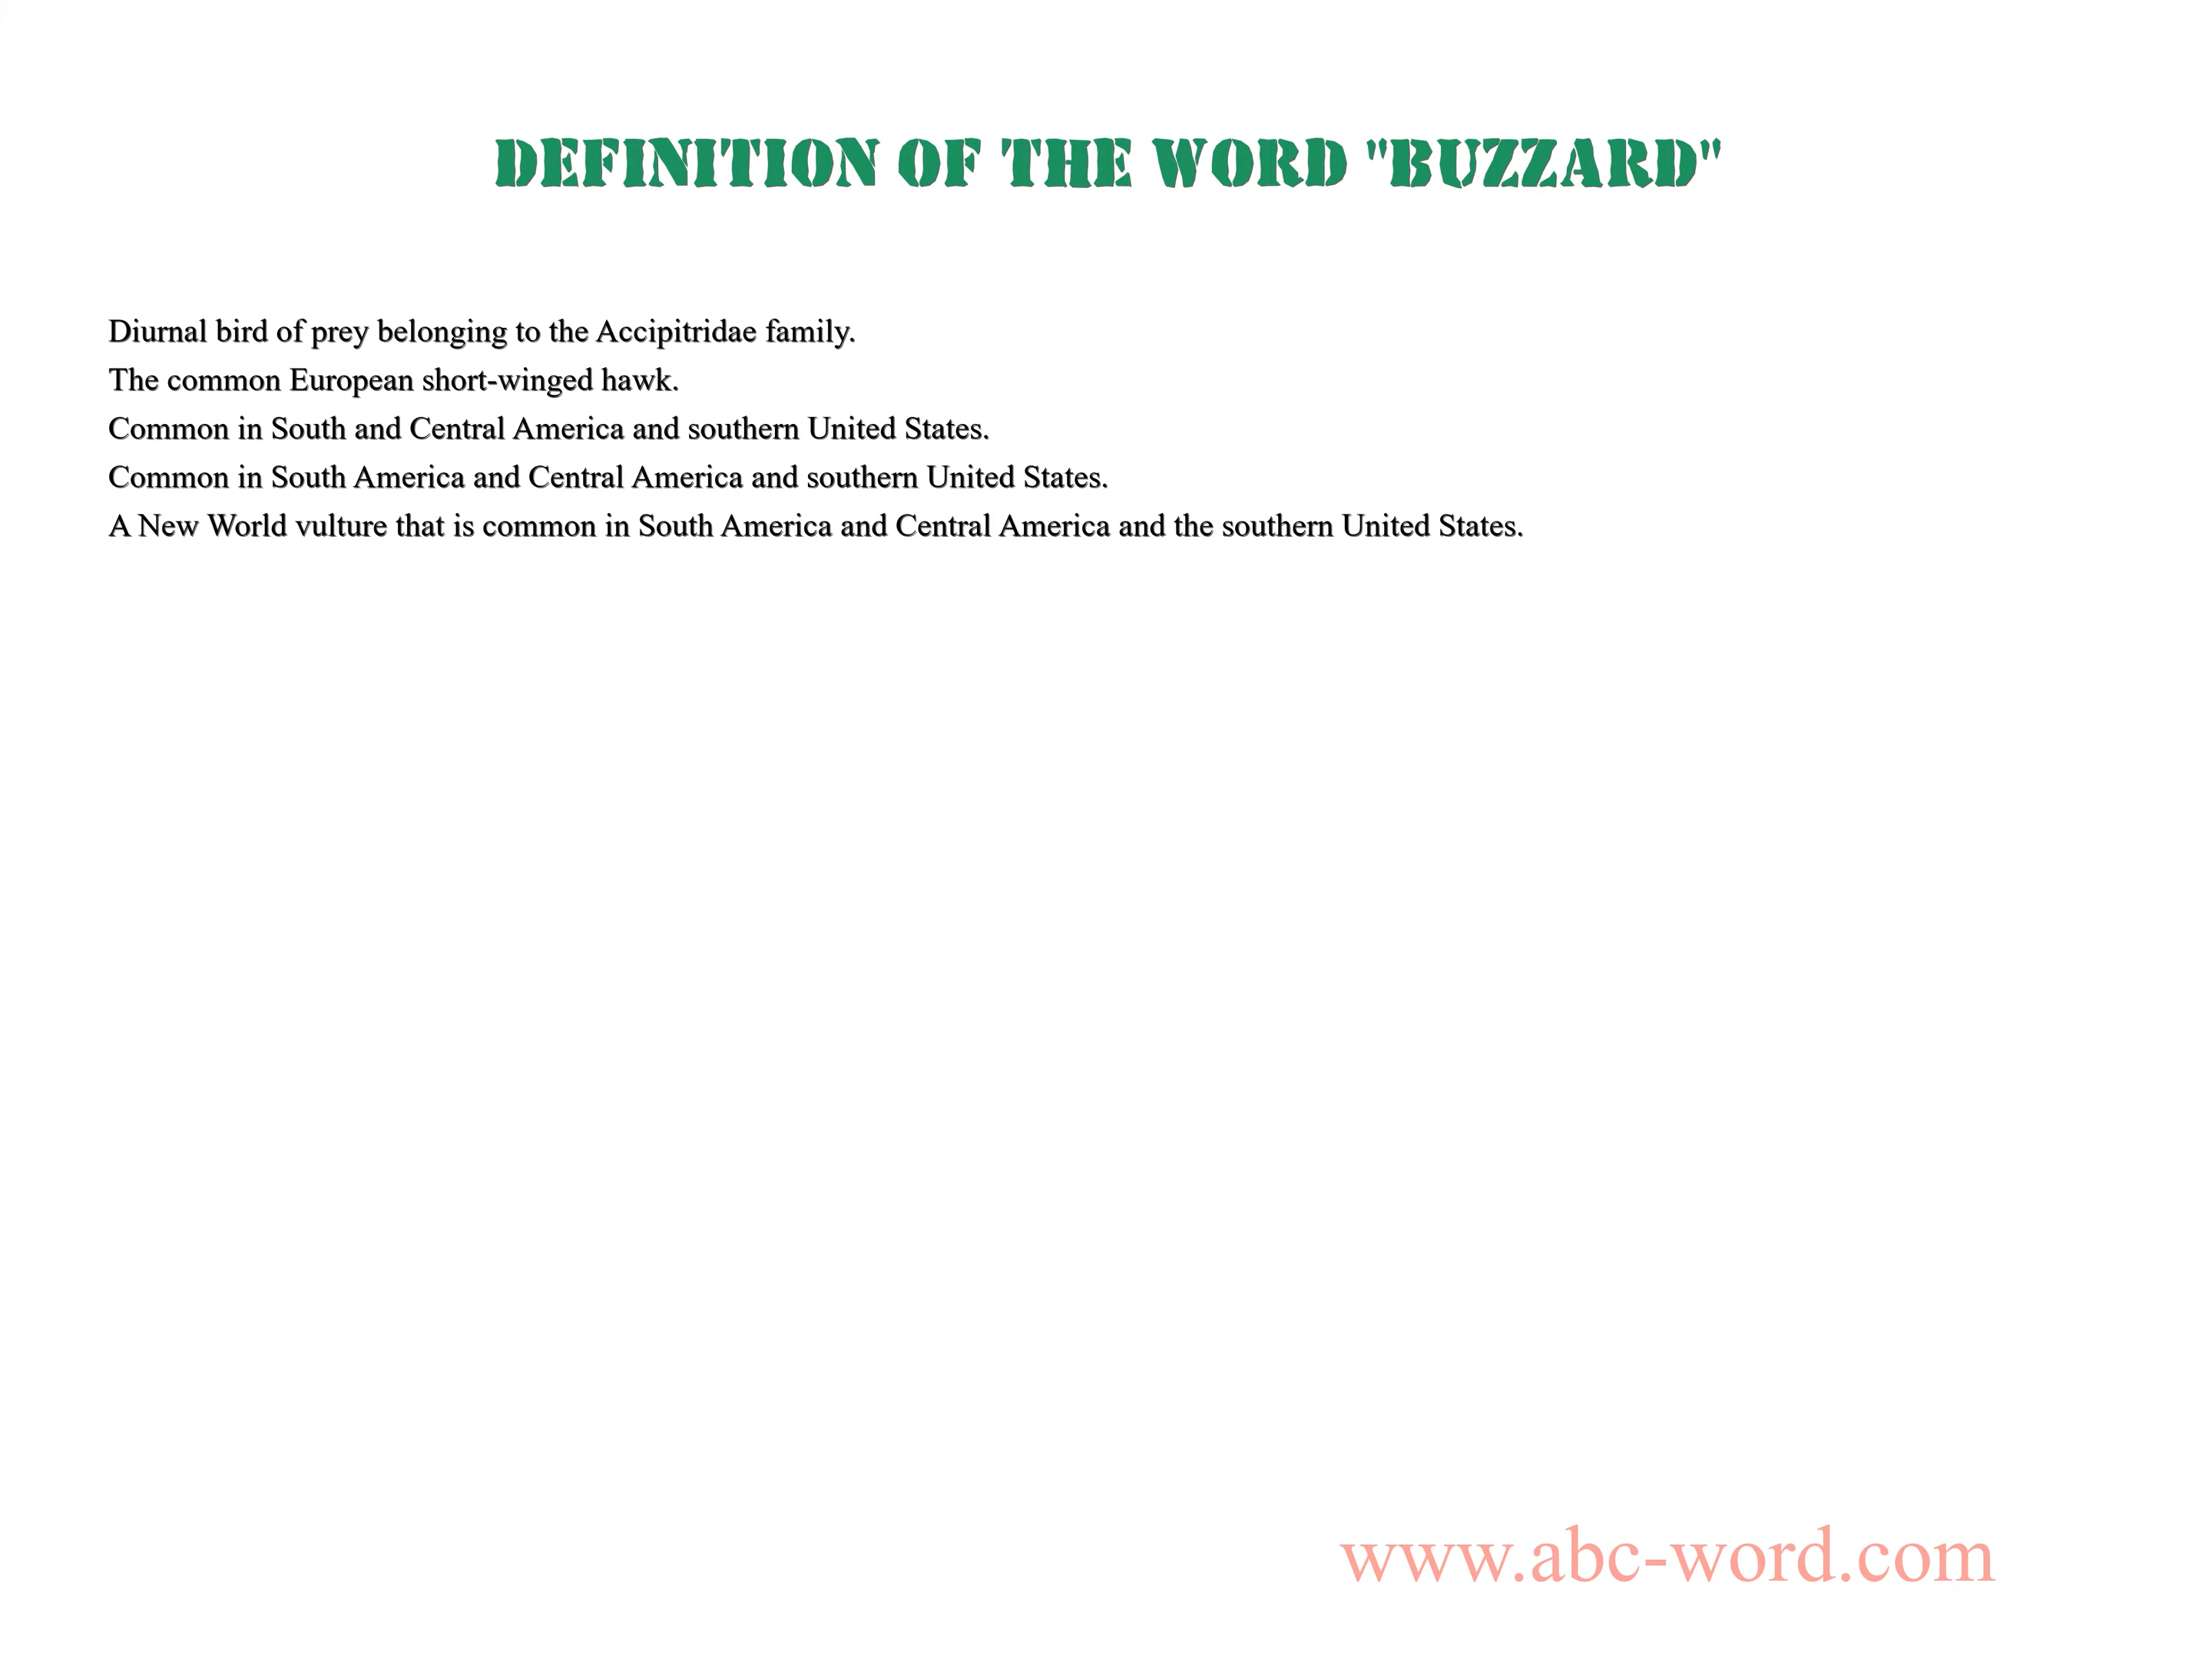 DEFINITION OF THE WORD "BUZZARD"
Diurnal bird of prey belonging to the Accipitridae family.
The common European short-winged hawk.
Common in South and Central America and southern United States.
Common in South America and Central America and southern United States.
A New World vulture that is common in South America and Central America and the southern United States.
www.abc-word.com